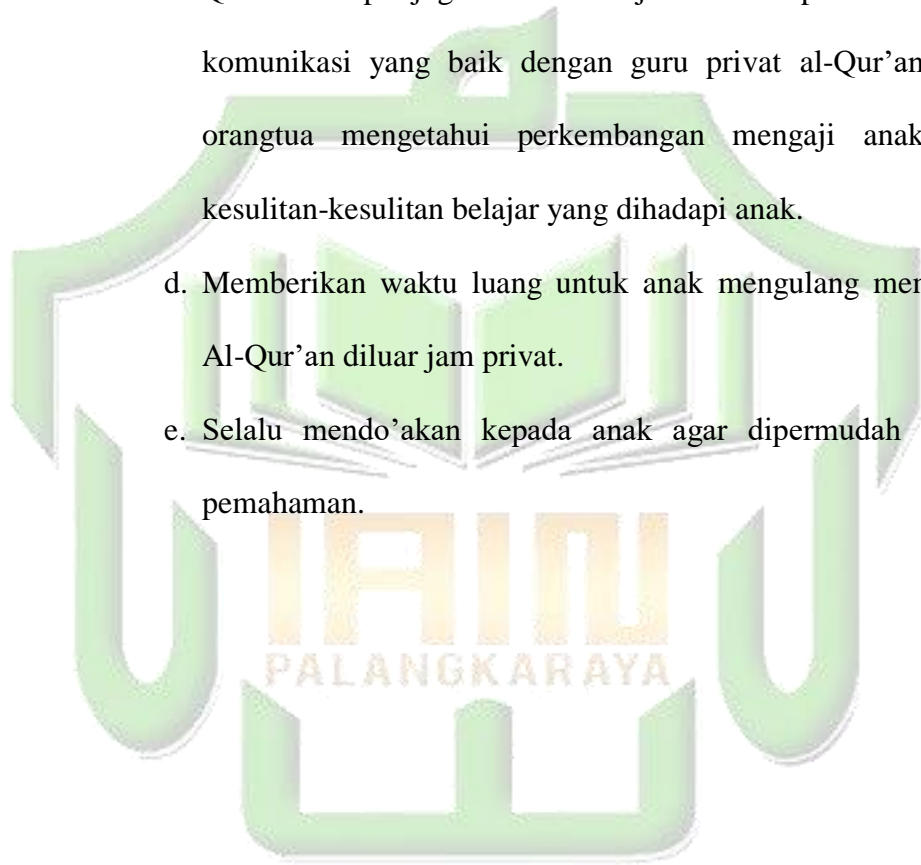 komunikasi yang baik dengan guru privat al-Qur’an
orangtua mengetahui perkembangan mengaji anak
kesulitan-kesulitan belajar yang dihadapi anak.
d. Memberikan waktu luang untuk anak mengulang
Al-Qur’an diluar jam privat.
e. Selalu mendo’akan kepada anak agar dipermudah
pemahaman.
IAIN
PALANGKARAYA